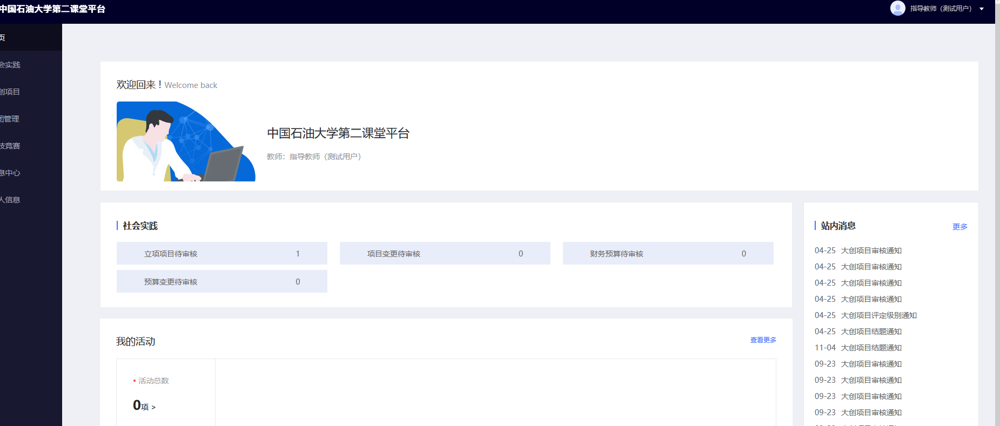 中国石油大学第二课堂平台
指导教师（测试用户）
页
会实践
创项目
团管理
技竞赛
息中心
人信息
欢迎回来！Welcome back
中国石油大学第二课堂平台
教师：指导教师（测试用户）
社会实践
立项项目待审核 1
项目变更待审核 0
财务预算待审核 0
预算变更待审核 0
我的活动
查看更多
活动总数
0项 >
站内消息
更多
04-25 大创项目审核通知
04-25 大创项目审核通知
04-25 大创项目审核通知
04-25 大创项目审核通知
04-25 大创项目评定级别通知
04-25 大创项目结题通知
11-04 大创项目结题通知
09-23 大创项目审核通知
09-23 大创项目审核通知
09-23 大创项目审核通知
09-23 大创项目审核通知